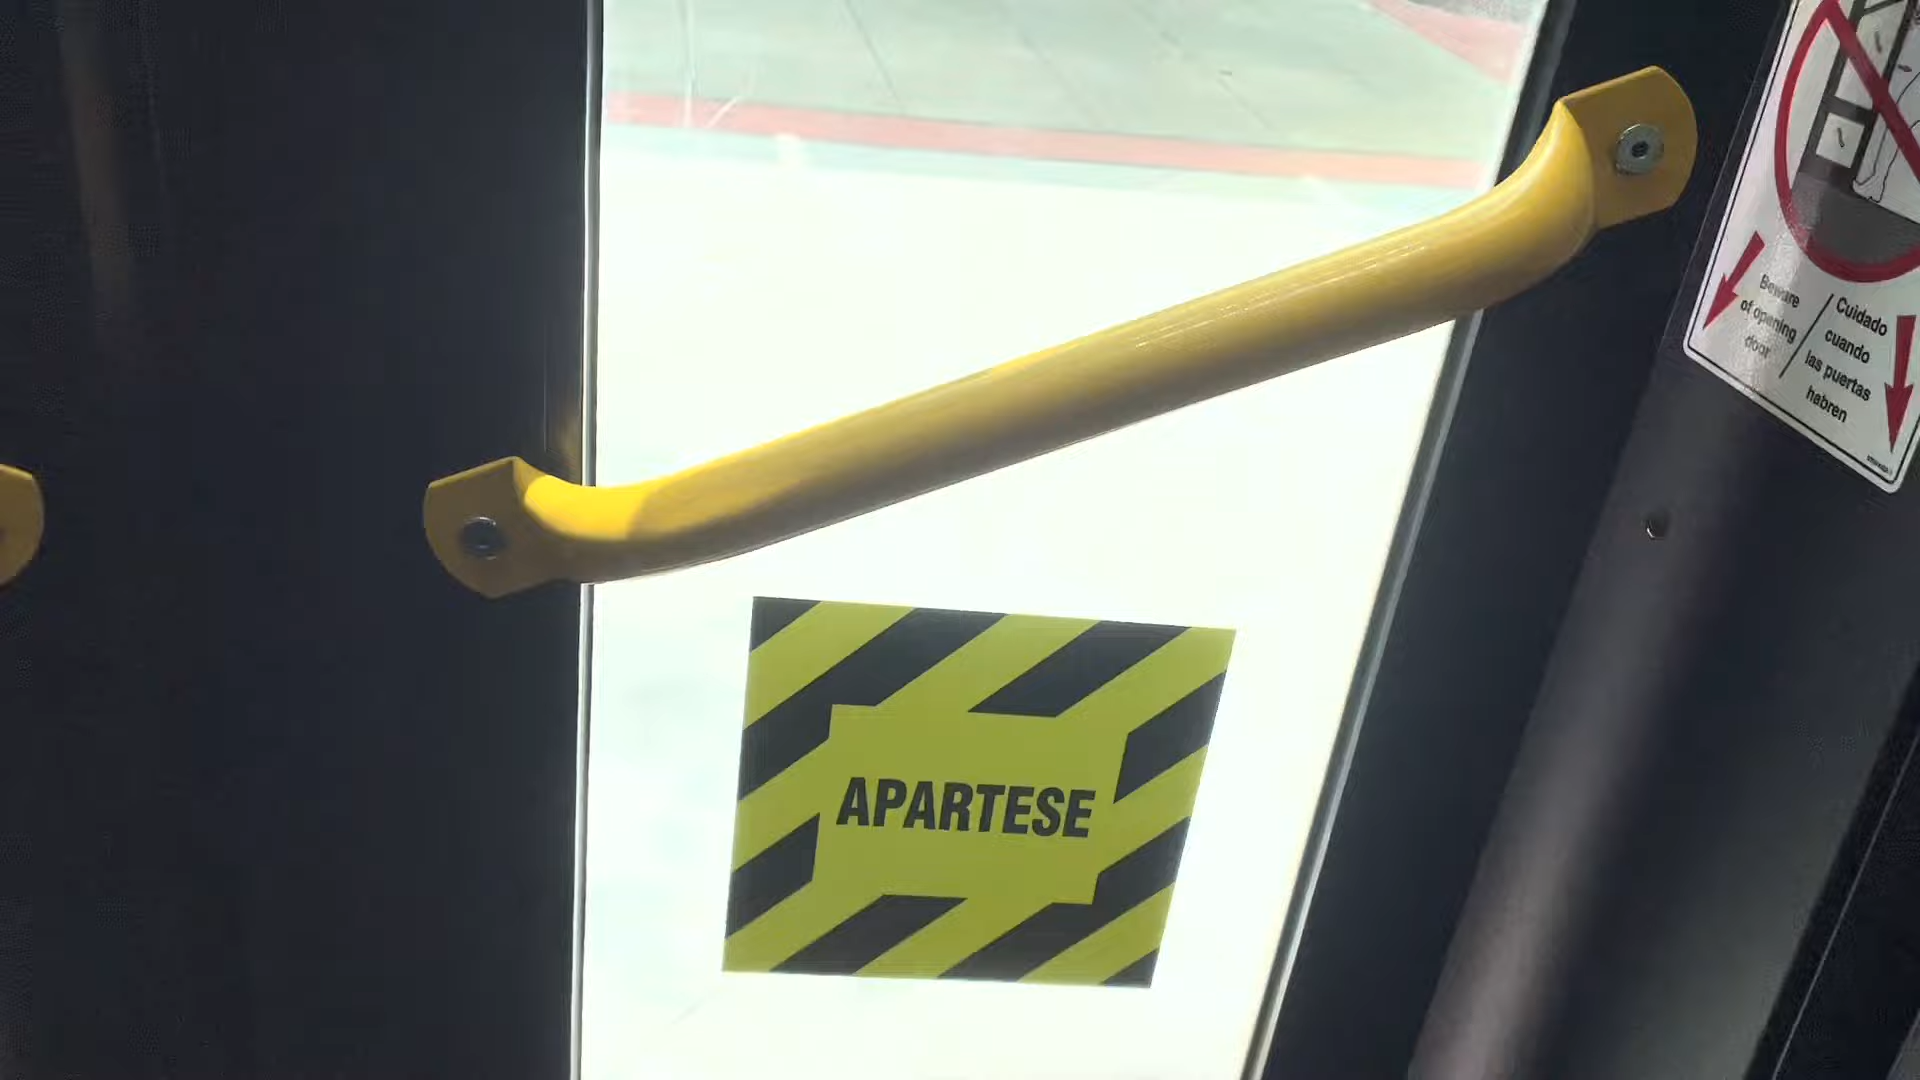 APARTESE
Beware
of opening
door
Cuidado
cuando
las puertas
habren